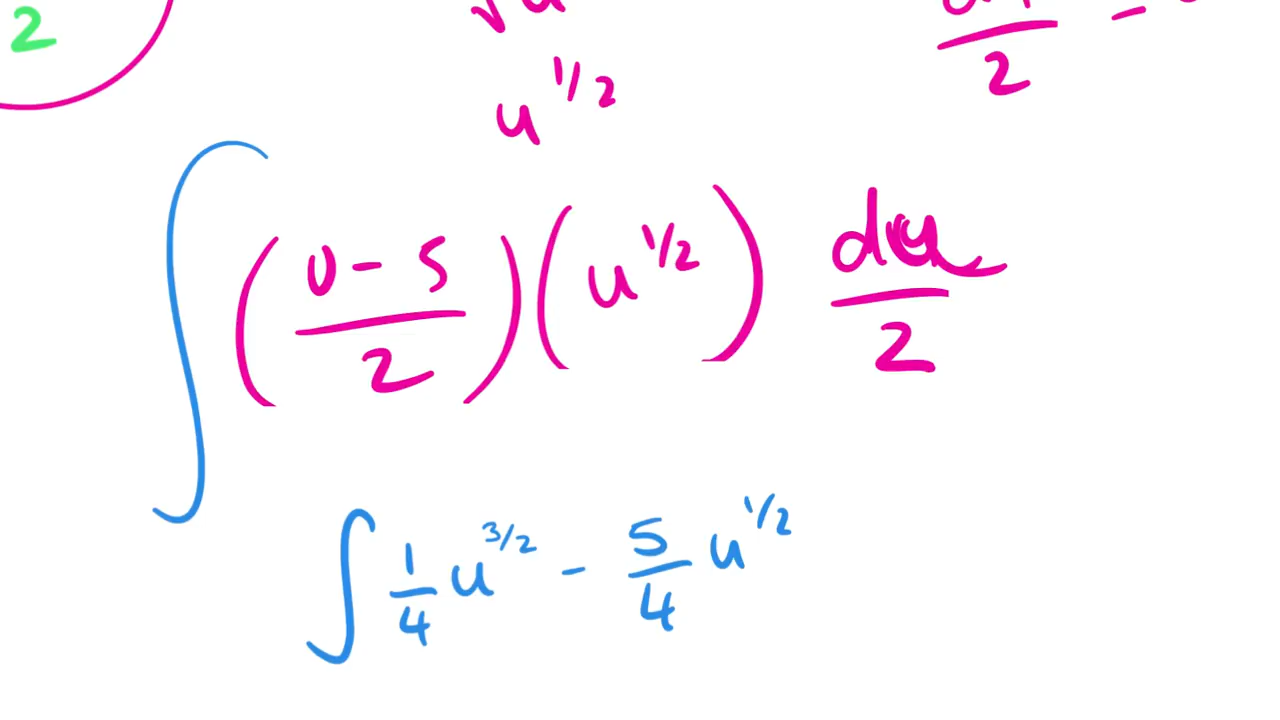 2
u^{1/2}
2
∫ ( (u - 5)/2 ) ( u^{1/2} ) du/2
∫ 1/4 u^{3/2} - 5/4 u^{1/2}